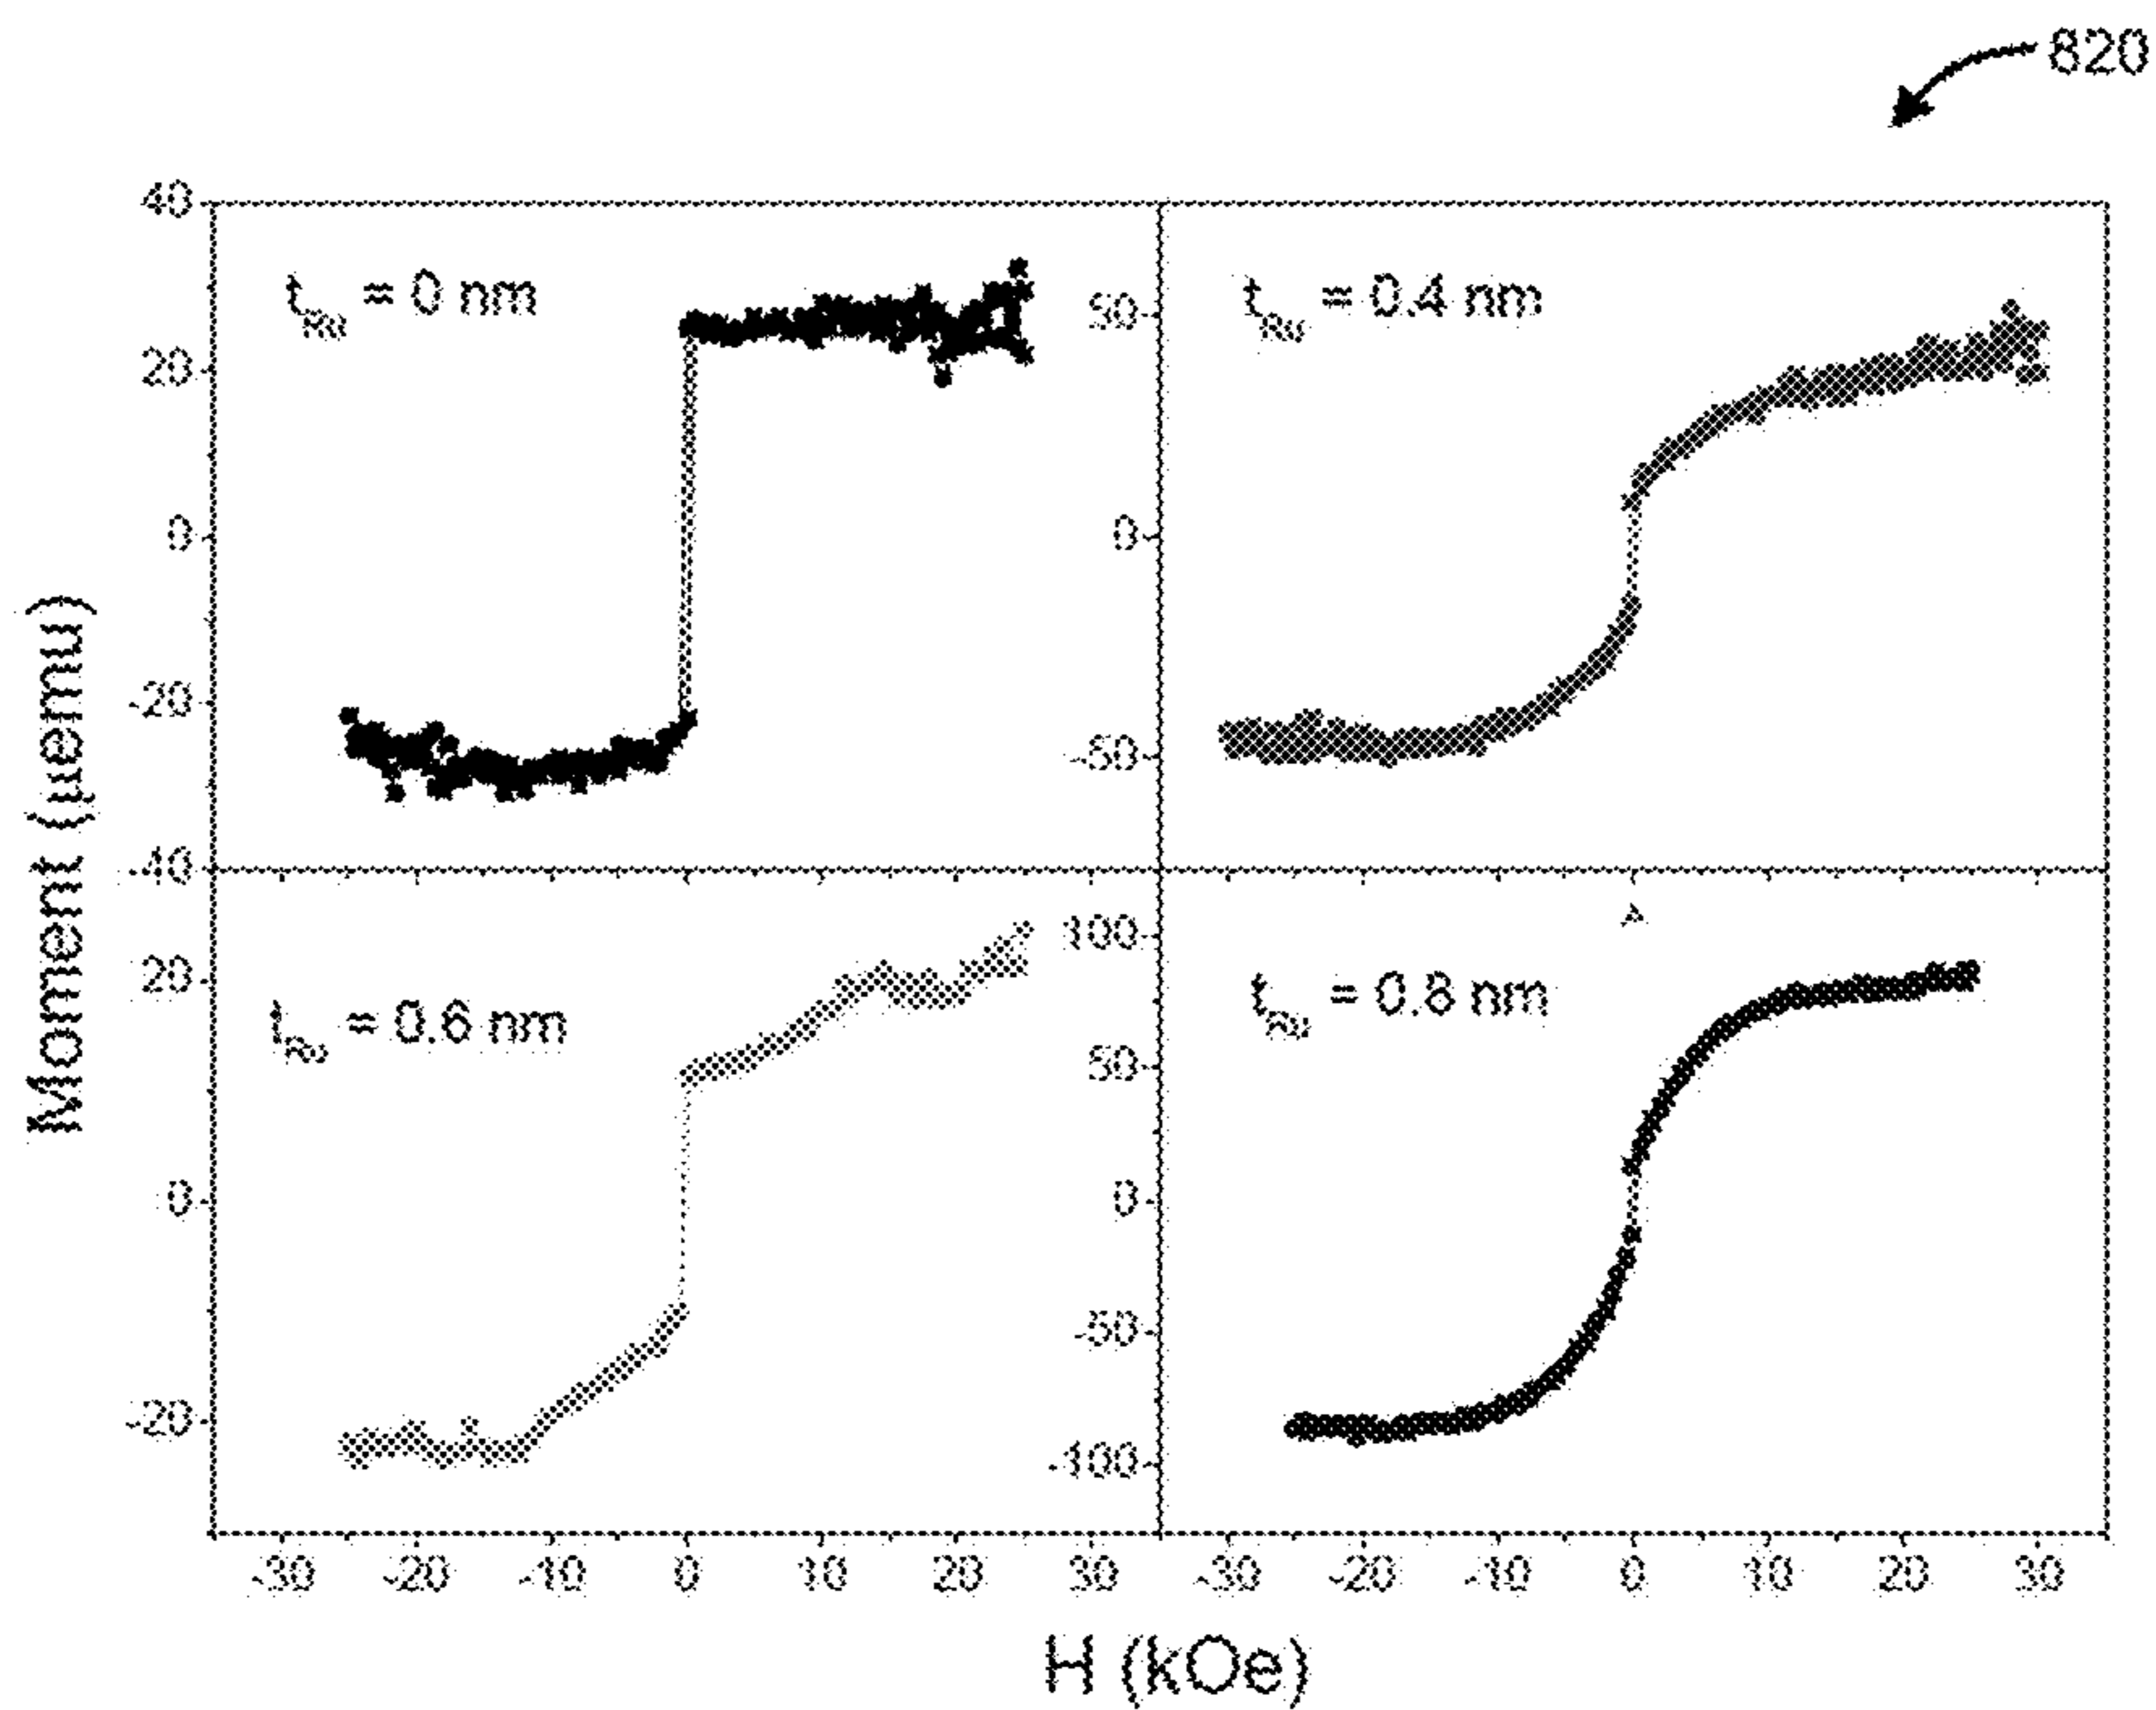 820
40
20
0
-20
-40
t_Ru = 0 nm
50
0
-50
t_Ru = 0.4 nm
20
0
-20
t_Ru = 0.6 nm
100
50
0
-50
-100
t_Ru = 0.8 nm
Moment (μemu)
-30 -20 -10 0 10 20 30 -30 -20 -10 0 10 20 30
H (kOe)